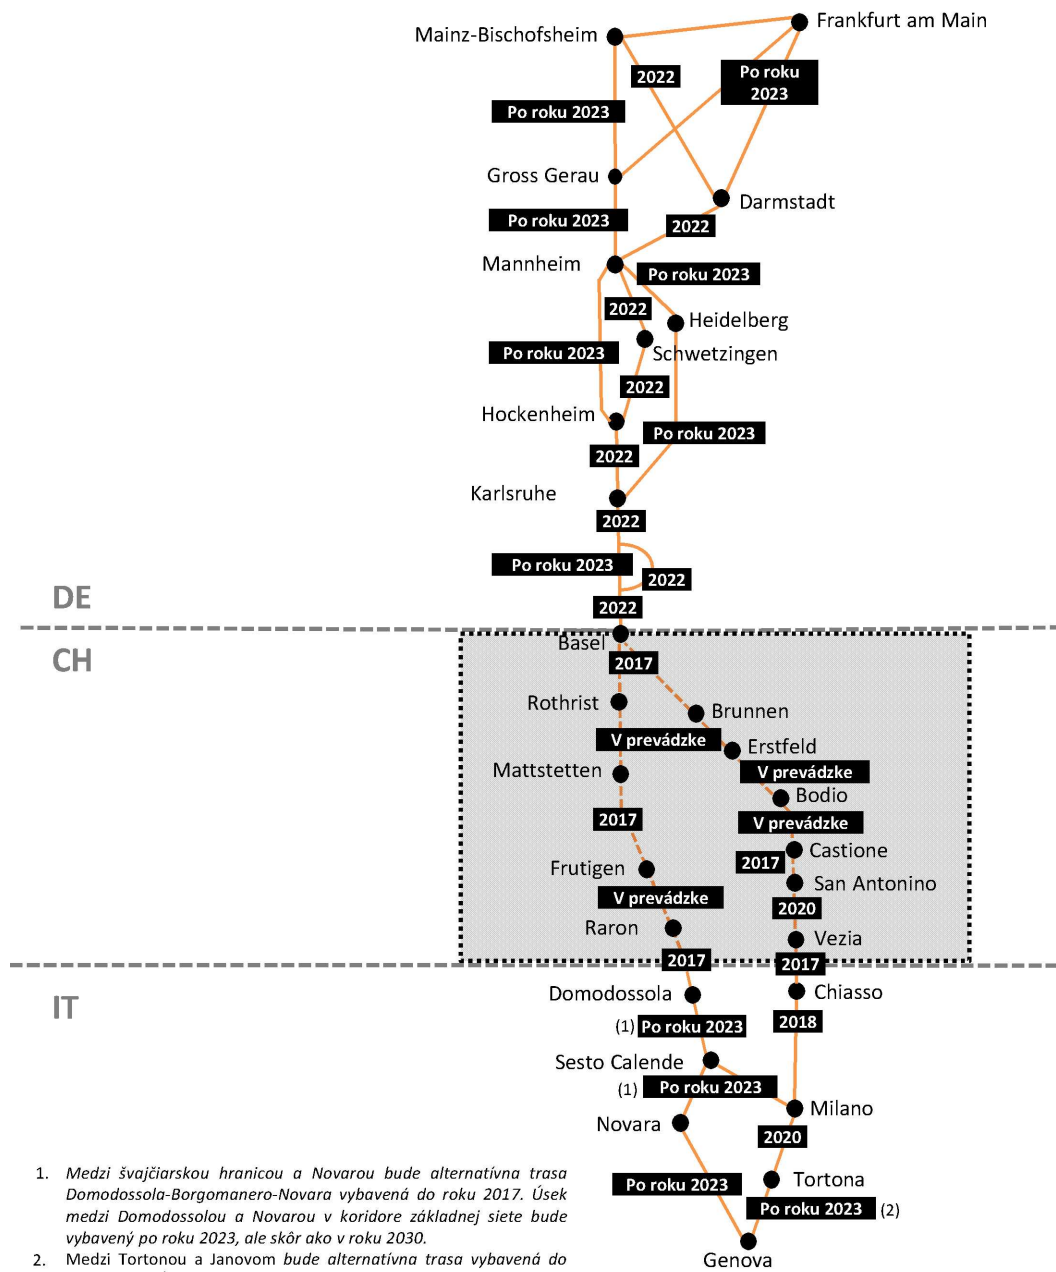 Frankfurt am Main
Mainz-Bischofsheim
2022
Po roku
2023
Po roku 2023
Gross Gerau
Darmstadt
Po roku 2023
2022
Mannheim
Po roku 2023
2022
Heidelberg
Po roku 2023
Schwetzingen
2022
Hockenheim
Po roku 2023
2022
Karlsruhe
2022
Po roku 2023
2022
DE
2022
CH
Basel
2017
Rothrist
Brunnen
V prevádzke
Erstfeld
Mattstetten
V prevádzke
Bodio
2017
V prevádzke
Castione
Frutigen
2017
San Antonino
V prevádzke
2020
Raron
Vezia
2017
2017
IT
Domodossola
Chiasso
(1) Po roku 2023
2018
Sesto Calende
(1) Po roku 2023
Milano
Novara
2020
1. Medzi švajčiarskou hranicou a Novarou bude alternatívna trasa
Domodossola-Borgomanero-Novara vybavená do roku 2017. Úsek
medzi Domodossolou a Novarou v koridore základnej siete bude
vybavený po roku 2023, ale skôr ako v roku 2030.
2. Medzi Tortonou a Janovom bude alternatívna trasa vybavená do
Tortona
Po roku 2023
Po roku 2023 (2)
Genova